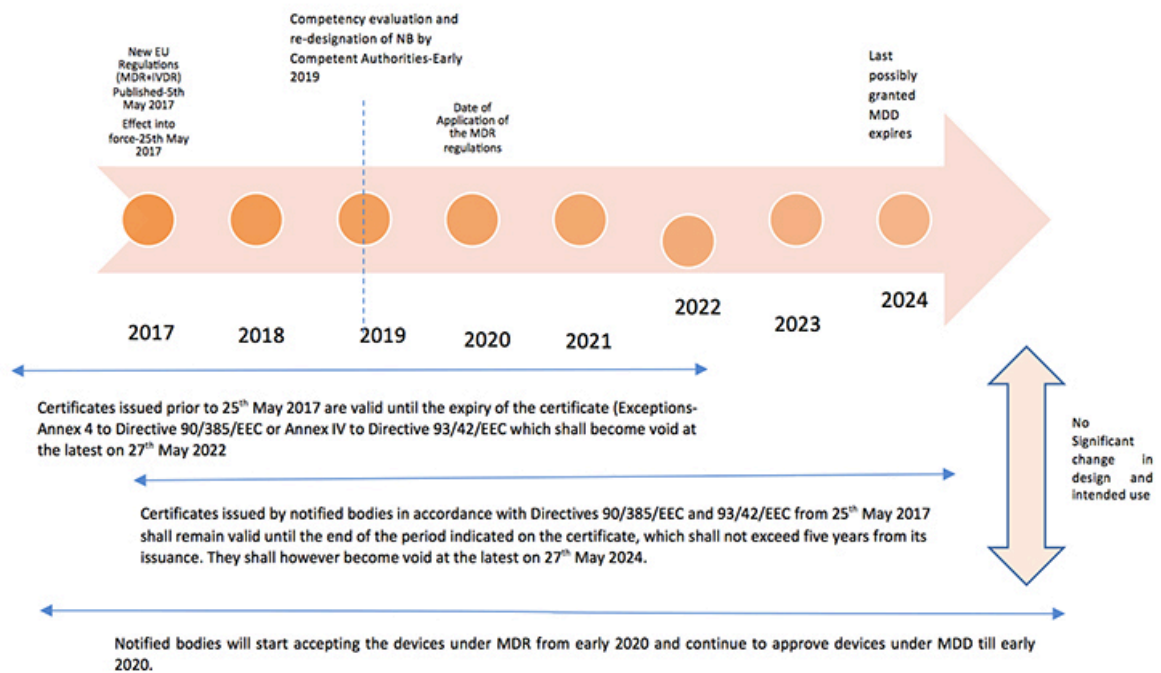 New EU
Regulations
(MDR+IVDR)
Published-5th
May 2017
Effect into
force-25th May
2017
Competency evaluation and
re-designation of NB by
Competent Authorities-Early
2019
Date of
Application of
the MDR
regulations
Last
possibly
granted
MDD
expires
2017
2018
2019
2020
2021
2022
2023
2024
Certificates issued prior to 25th May 2017 are valid until the expiry of the certificate (Exceptions-
Annex 4 to Directive 90/385/EEC or Annex IV to Directive 93/42/EEC which shall become void at
the latest on 27th May 2022
Certificates issued by notified bodies in accordance with Directives 90/385/EEC and 93/42/EEC from 25th May 2017
shall remain valid until the end of the period indicated on the certificate, which shall not exceed five years from its
issuance. They shall however become void at the latest on 27th May 2024.
No
Significant
change in
design and
intended use
Notified bodies will start accepting the devices under MDR from early 2020 and continue to approve devices under MDD till early
2020.